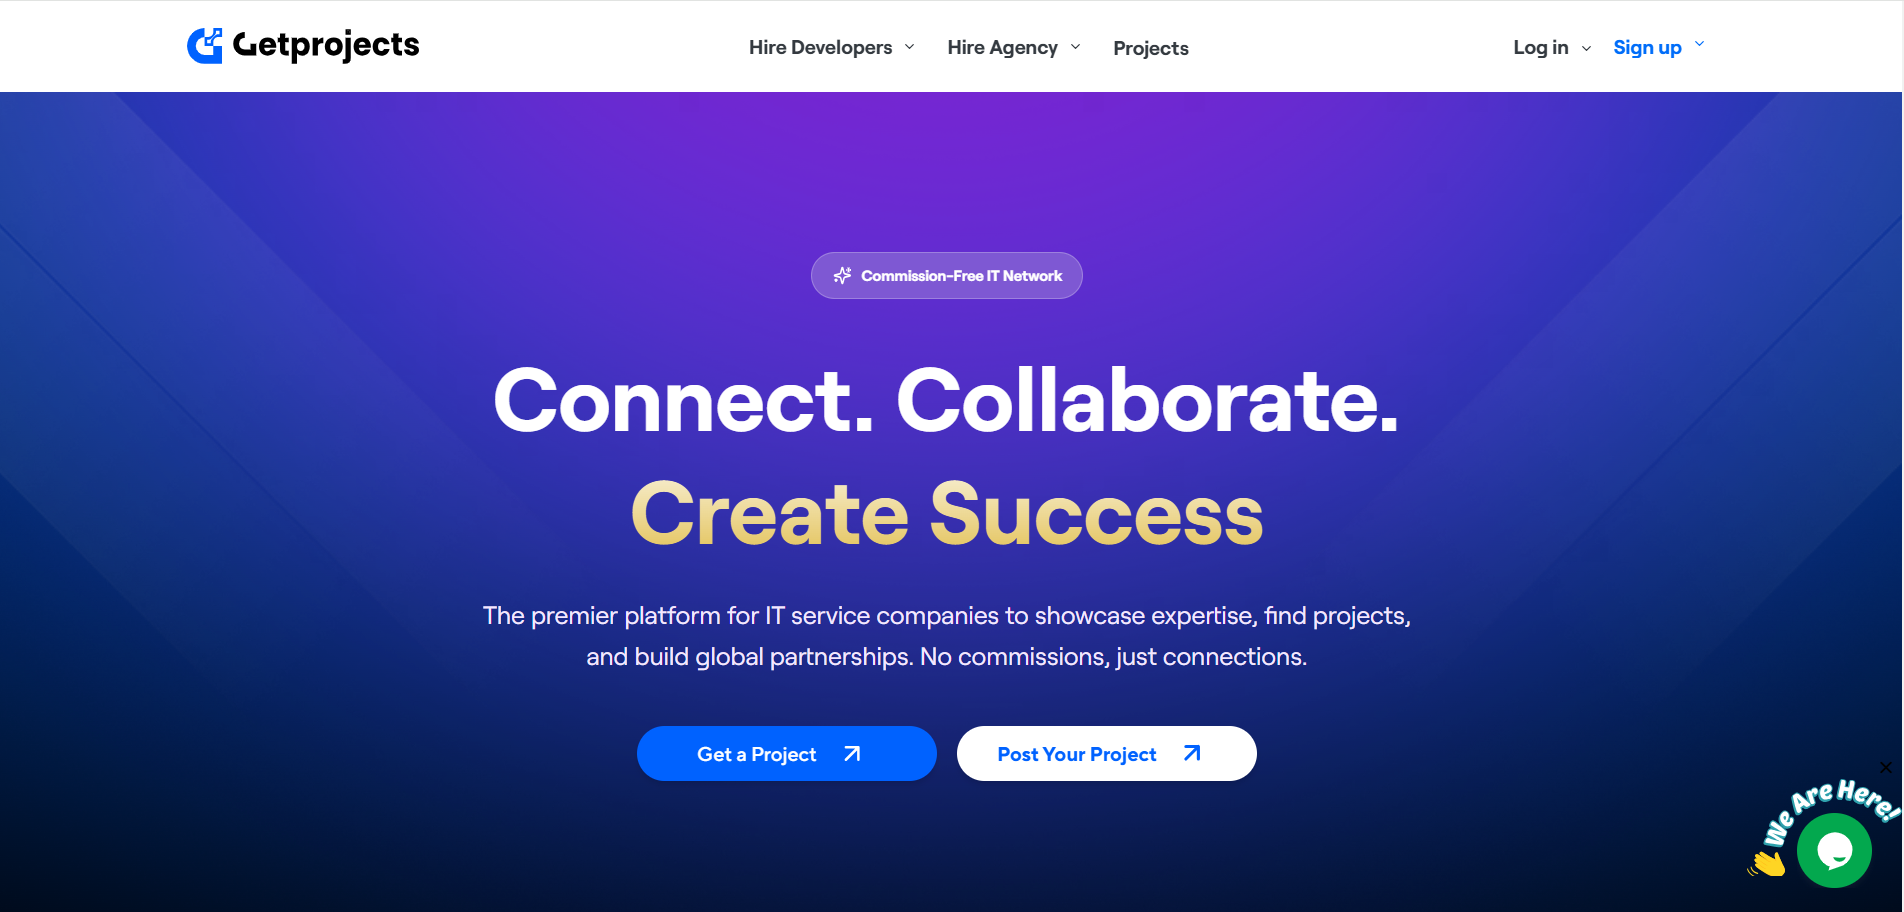 Getprojects
Hire Developers
Hire Agency
Projects
Log in
Sign up
Commission-Free IT Network
Connect. Collaborate.
Create Success
The premier platform for IT service companies to showcase expertise, find projects,
and build global partnerships. No commissions, just connections.
Get a Project
Post Your Project
We Are Here!